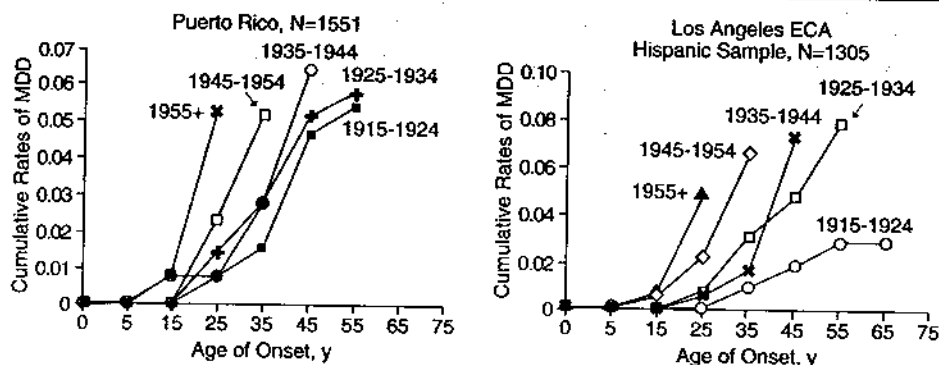 Puerto Rico, N=1551
Cumulative Rates of MDD
0.07
0.06
0.05
0.04
0.03
0.02
0.01
0
1935-1944
1945-1954
1925-1934
1955+
1915-1924
0 5 15 25 35 45 55 65 75
Age of Onset, y
Los Angeles ECA
Hispanic Sample, N=1305
Cumulative Rates of MDD
0.10
0.08
0.06
0.04
0.02
0
1925-1934
1935-1944
1945-1954
1955+
1915-1924
0 5 15 25 35 45 55 65 75
Age of Onset, y